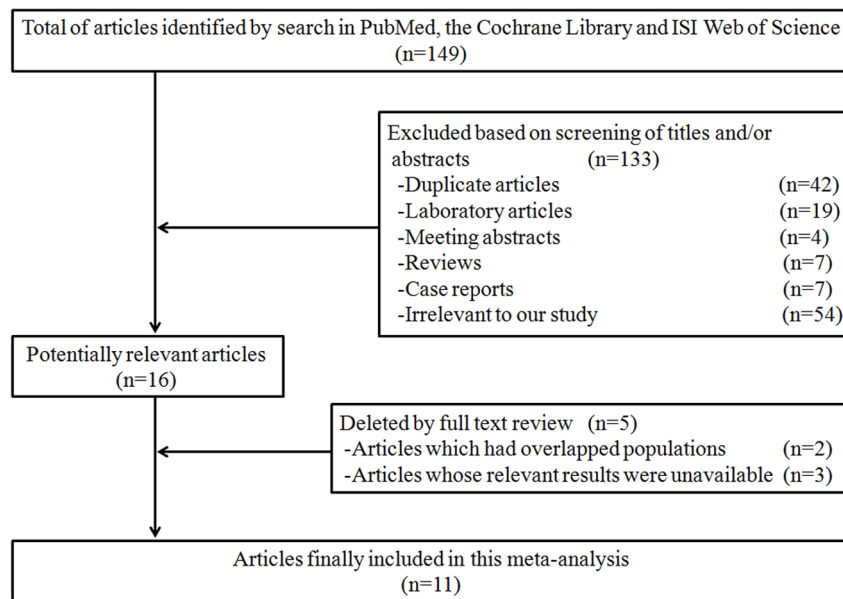 Total of articles identified by search in PubMed, the Cochrane Library and ISI Web of Science
(n=149)
Excluded based on screening of titles and/or
abstracts (n=133)
-Duplicate articles (n=42)
-Laboratory articles (n=19)
-Meeting abstracts (n=4)
-Reviews (n=7)
-Case reports (n=7)
-Irrelevant to our study (n=54)
Potentially relevant articles
(n=16)
Deleted by full text review (n=5)
-Articles which had overlapped populations (n=2)
-Articles whose relevant results were unavailable (n=3)
Articles finally included in this meta-analysis
(n=11)